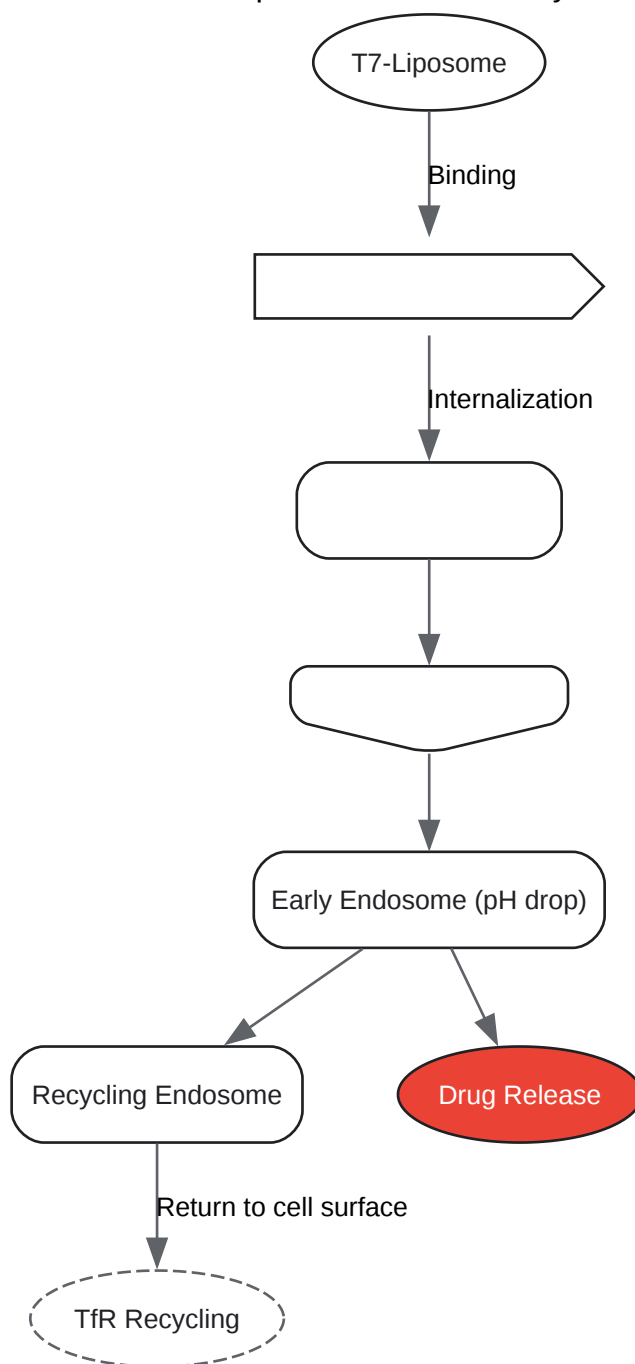 T7-Liposome
Binding
Internalization
Early Endosome (pH drop)
Recycling Endosome
Drug Release
Return to cell surface
TfR Recycling